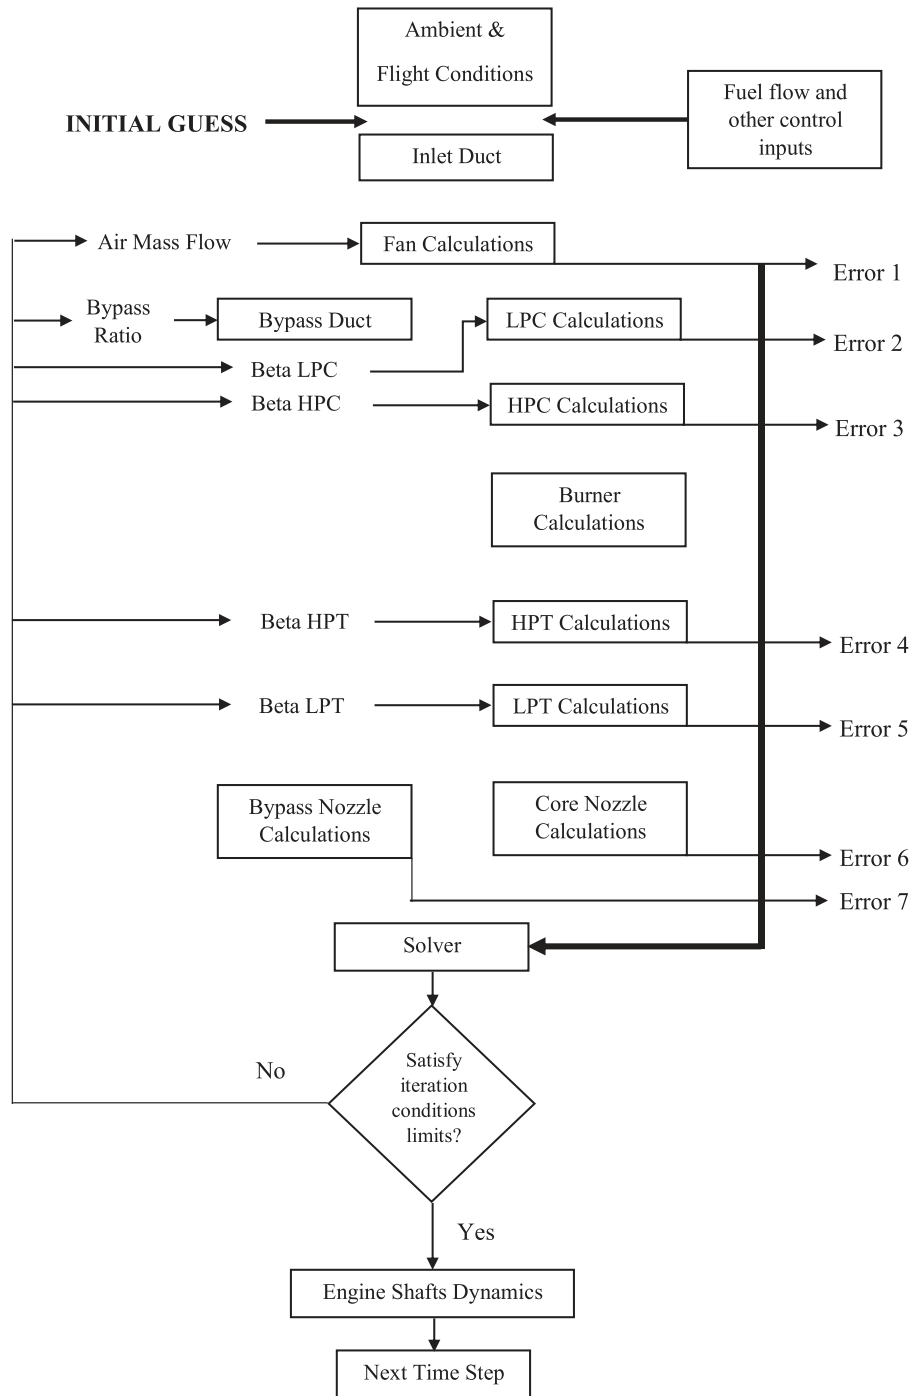 Ambient &
Flight Conditions
INITIAL GUESS
Fuel flow and
other control
inputs
Inlet Duct
Air Mass Flow
Fan Calculations
Error 1
Bypass
Ratio
Bypass Duct
LPC Calculations
Error 2
Beta LPC
Beta HPC
HPC Calculations
Error 3
Burner
Calculations
Beta HPT
HPT Calculations
Error 4
Beta LPT
LPT Calculations
Error 5
Bypass Nozzle
Calculations
Core Nozzle
Calculations
Error 6
Error 7
Solver
No
Satisfy
iteration
conditions
limits?
Yes
Engine Shafts Dynamics
Next Time Step